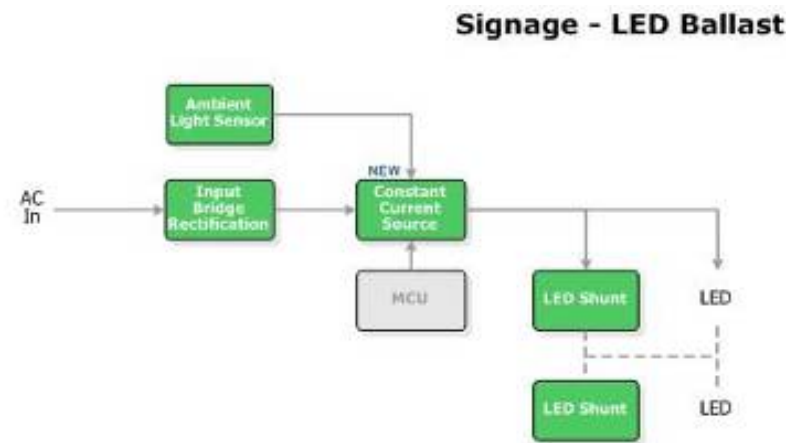 Signage - LED Ballast
Ambient
Light Sensor
NEW
AC
In
Input
Bridge
Rectification
Constant
Current
Source
MCU
LED Shunt
LED
LED Shunt
LED